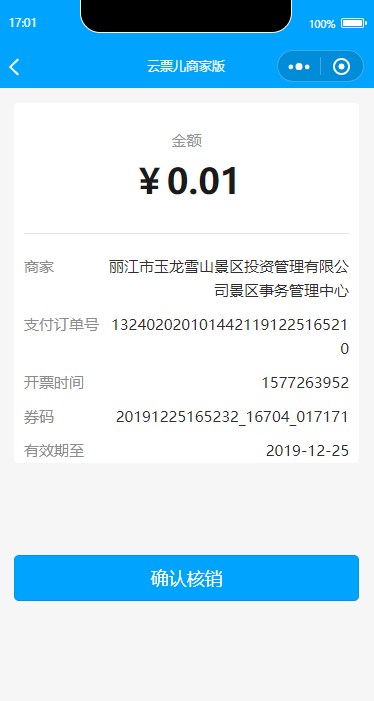 17:01
100%
云票儿商家版
金额
￥0.01
商家
丽江市玉龙雪山景区投资管理有限公
司景区事务管理中心
支付订单号
132402020101442119122516521
0
开票时间
1577263952
券码
20191225165232_16704_017171
有效期至
2019-12-25
确认核销